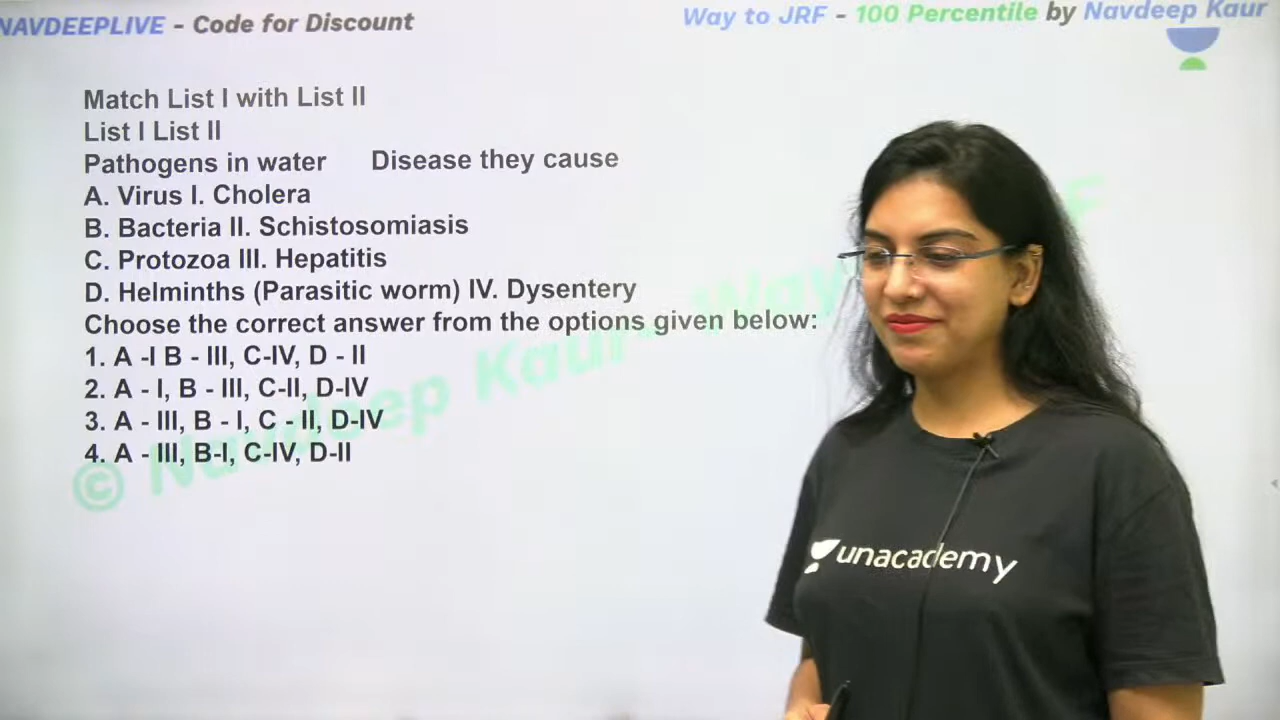 NAVDEEPLIVE - Code for Discount
Way to JRF - 100 Percentile by Navdeep Kaur
Match List I with List II
List I List II
Pathogens in water Disease they cause
A. Virus I. Cholera
B. Bacteria II. Schistosomiasis
C. Protozoa III. Hepatitis
D. Helminths (Parasitic worm) IV. Dysentery
Choose the correct answer from the options given below:
1. A -I B - III, C-IV, D - II
2. A - I, B - III, C-II, D-IV
3. A - III, B - I, C - II, D-IV
4. A - III, B-I, C-IV, D-II
© Navdeep Kaur - Way
unacademy